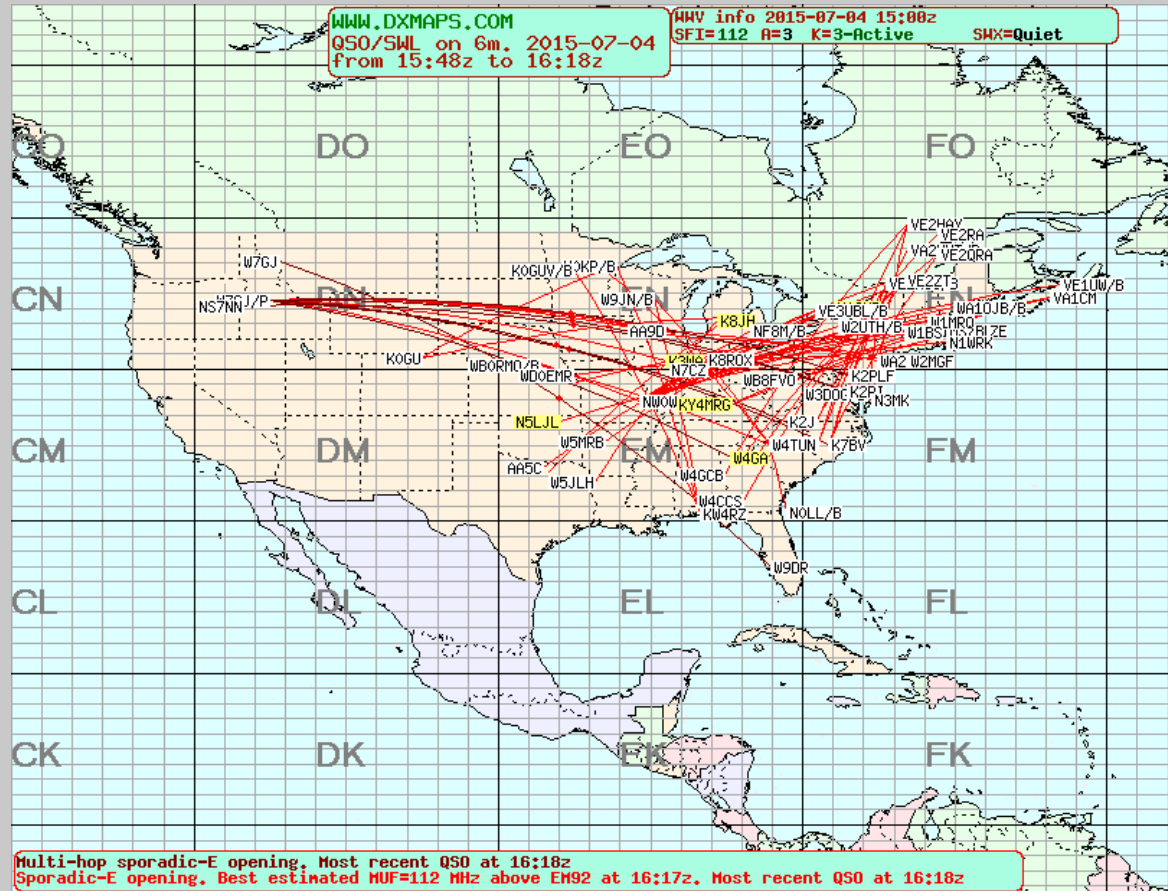 WWW.DXMAPS.COM
QSO/SWL on 6m. 2015-07-04
from 15:48z to 16:18z
WWV info 2015-07-04 15:00z
SFI=112 A=3 K=3-Active SWX=Quiet
CO DO EO FO
VE2HAY
VE2RA
VE2QRA
W7GJ
K0GUV/B
CN
NS7NN
W9JN/B
VE2ZT
VE1UW/B
VA1CM
K8JH
VE3UBL/B
WA1OJB/B
AA9D
NF8M/B
W2UTH/B
W1MRQ
N1WRK
K0GU
K8ROX
WA2
W2MGF
WB0RMO/B
WD0EMR
N7CZ
WB8FVO
K2PLF
NW0W
KY4MRG
W3DO
K2PI
N3MK
N5LJL
K2J
CM DM EM FM
W5MRB
W4TUN
K7BV
W4GA
AA5C
W5JLH
W4GCB
W4CCS
KW4RZ
N0LL/B
W9DR
CL DL EL FL
CK DK EK FK
Multi-hop sporadic-E opening. Most recent QSO at 16:18z
Sporadic-E opening. Best estimated MUF=112 MHz above EM92 at 16:17z. Most recent QSO at 16:18z